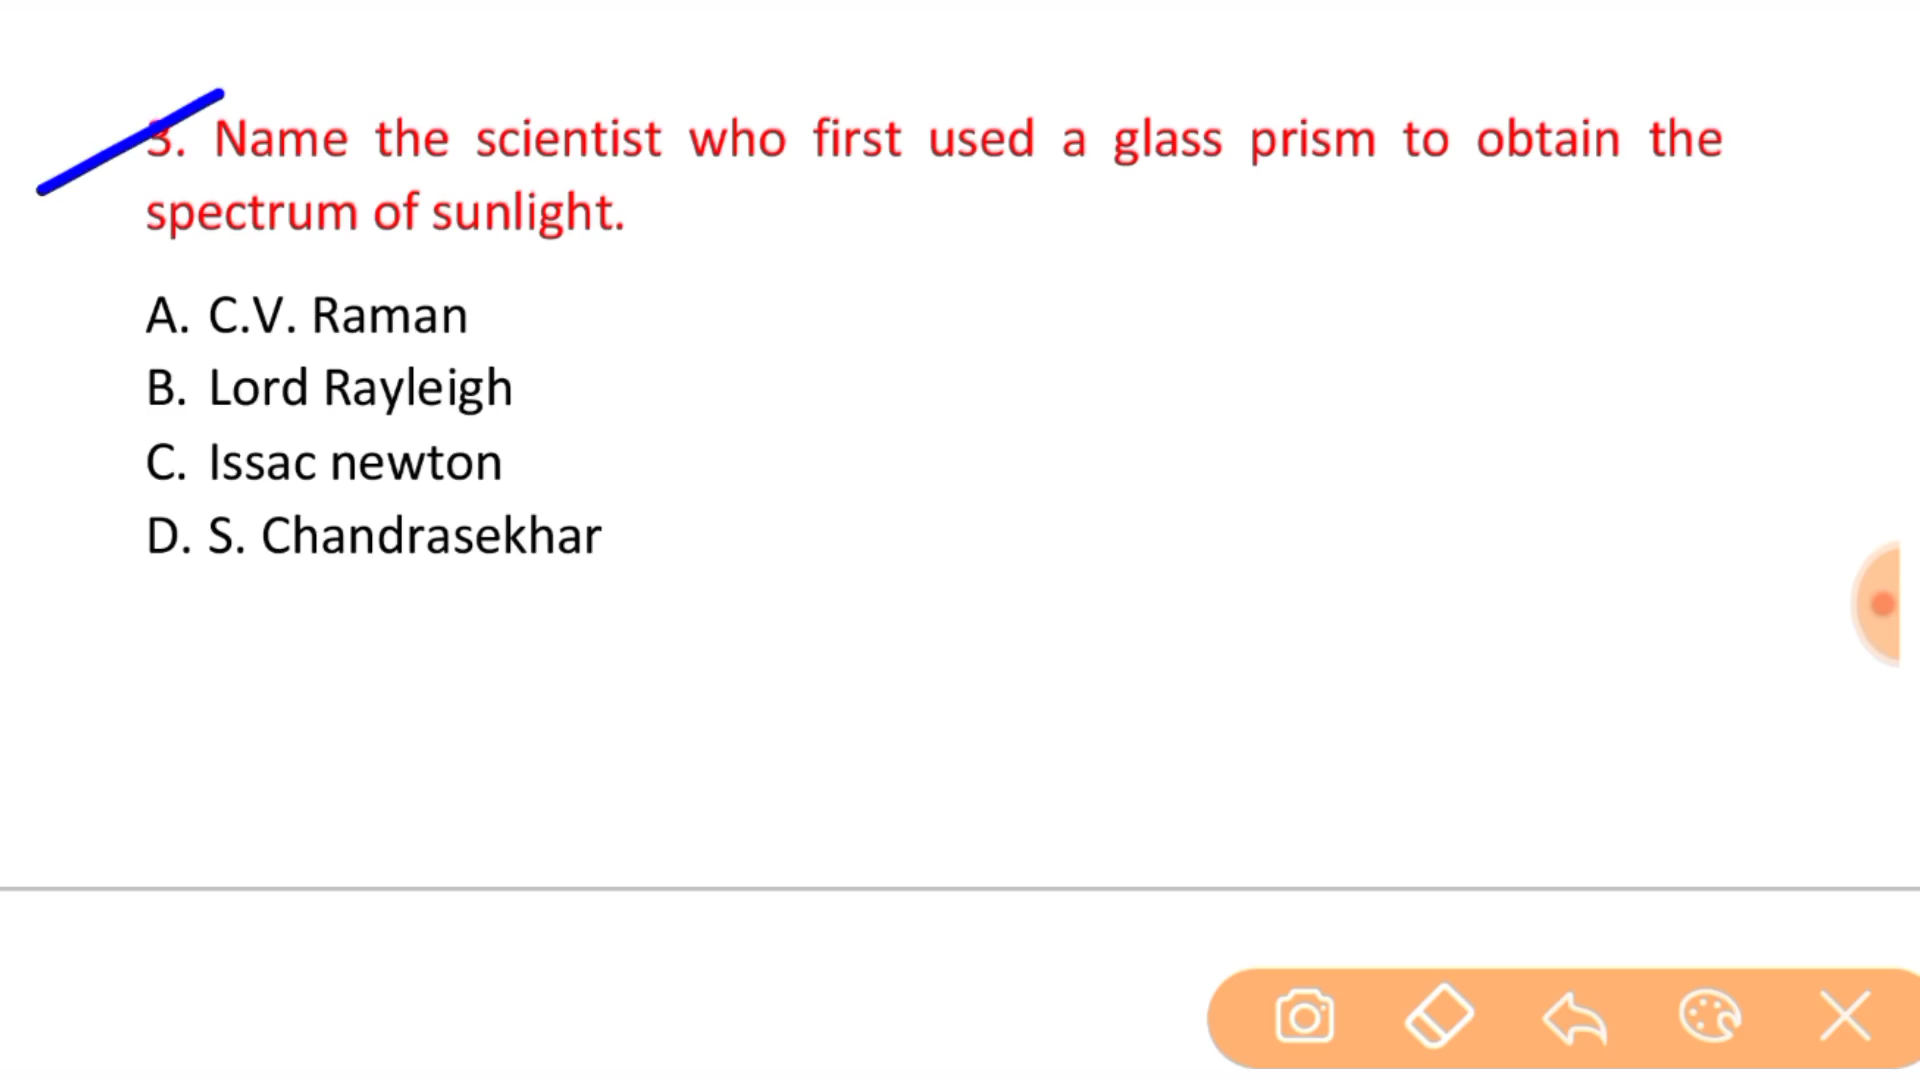 3. Name the scientist who first used a glass prism to obtain the
spectrum of sunlight.
A. C.V. Raman
B. Lord Rayleigh
C. Issac newton
D. S. Chandrasekhar